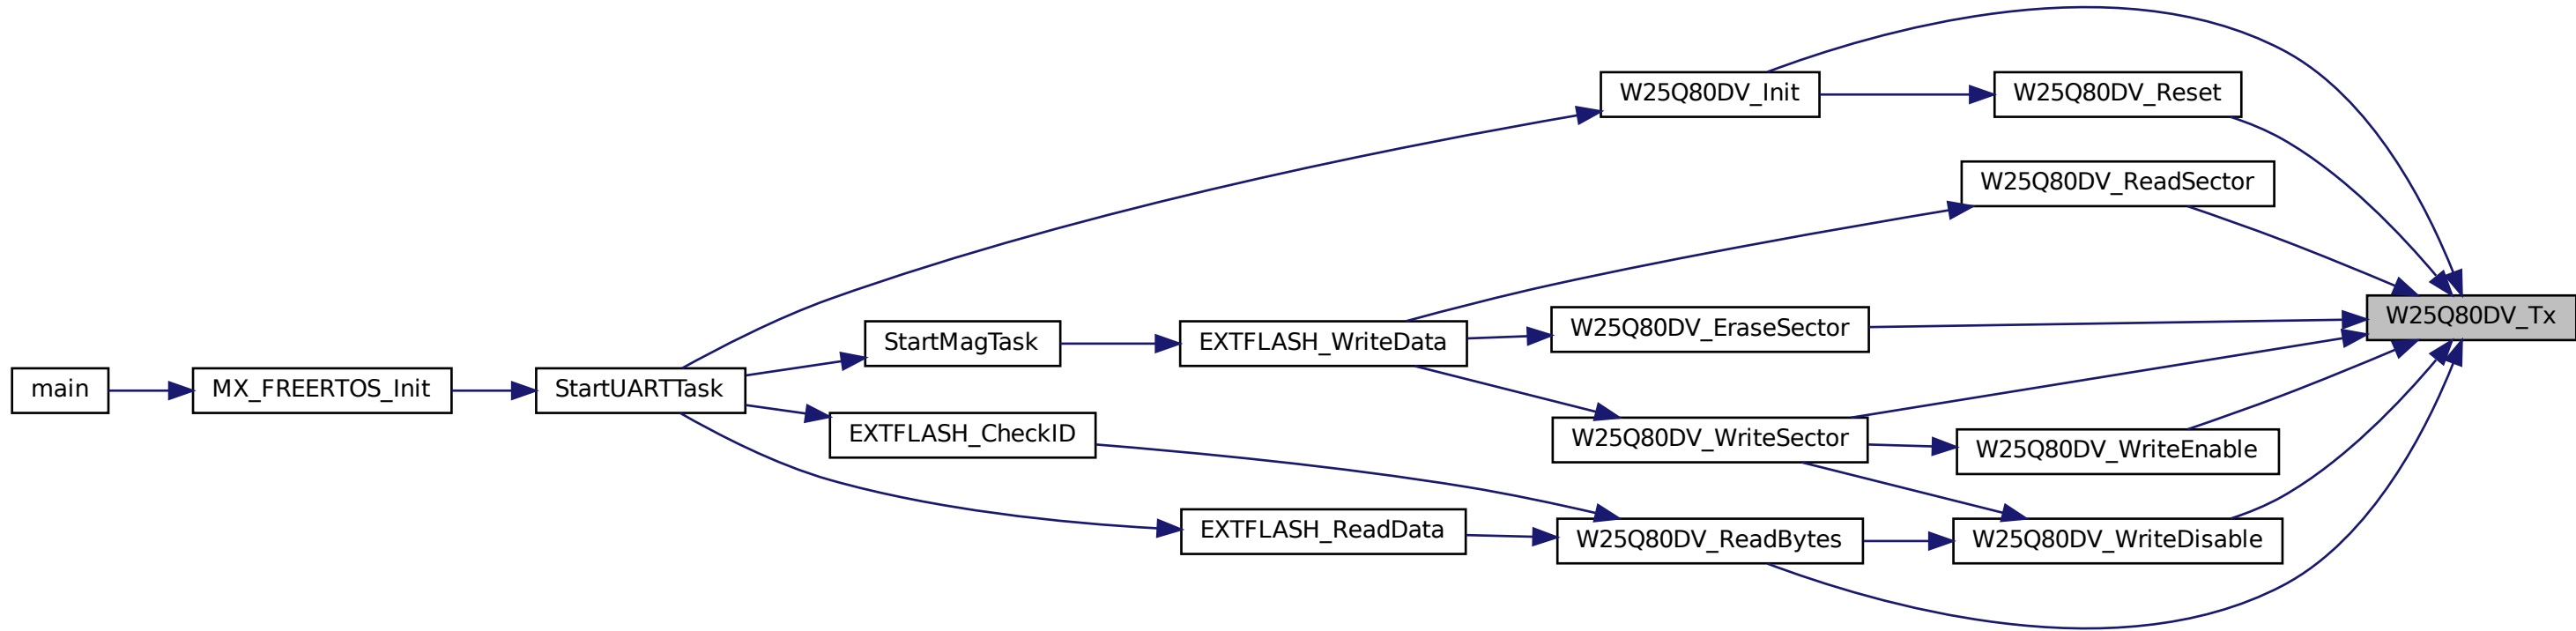 main
MX_FREERTOS_Init
StartUARTTask
StartMagTask
EXTFLASH_CheckID
EXTFLASH_WriteData
EXTFLASH_ReadData
W25Q80DV_Init
W25Q80DV_EraseSector
W25Q80DV_WriteSector
W25Q80DV_ReadBytes
W25Q80DV_Reset
W25Q80DV_ReadSector
W25Q80DV_WriteEnable
W25Q80DV_WriteDisable
W25Q80DV_Tx